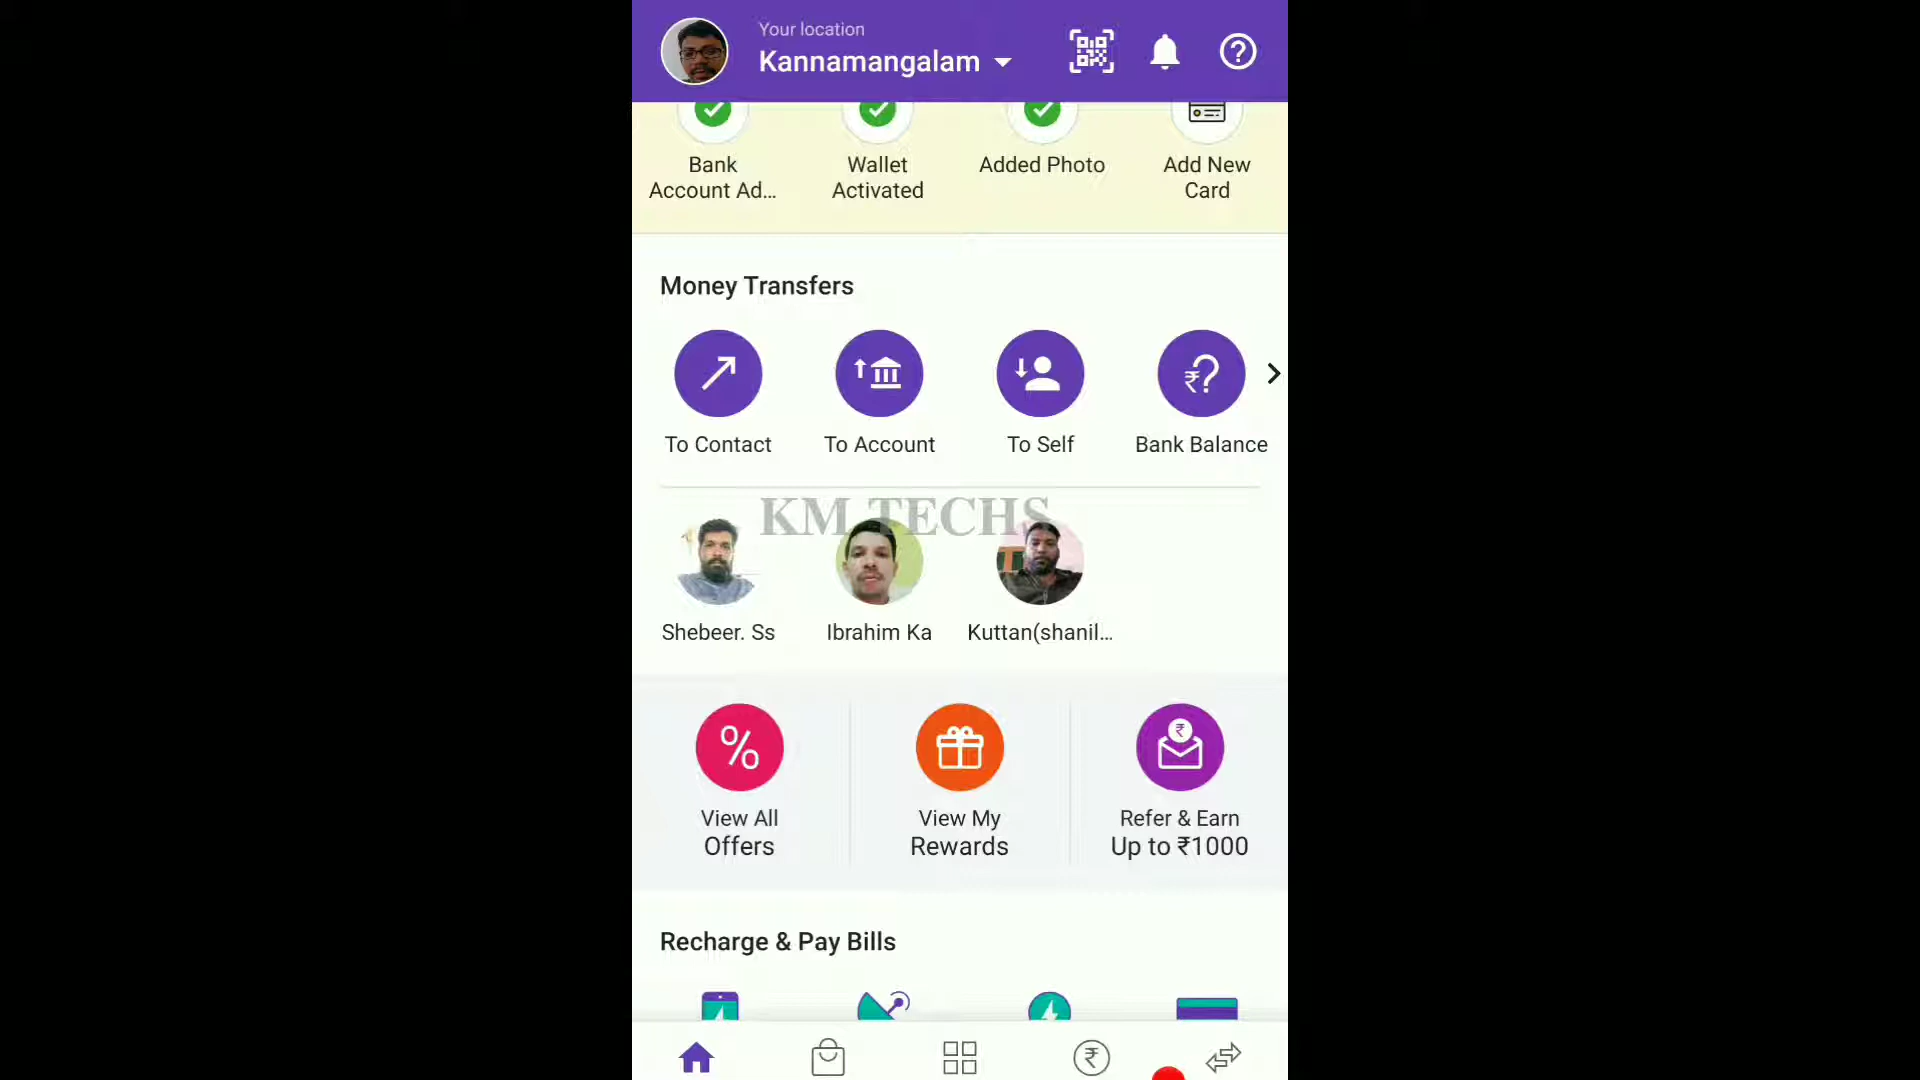 Your location
Kannamangalam
Bank
Account Ad...
Wallet
Activated
Added Photo
Add New
Card
Money Transfers
To Contact
To Account
To Self
Bank Balance
KM TECHS
Shebeer. Ss
Ibrahim Ka
Kuttan(shanil...
View All
Offers
View My
Rewards
Refer & Earn
Up to ₹1000
Recharge & Pay Bills